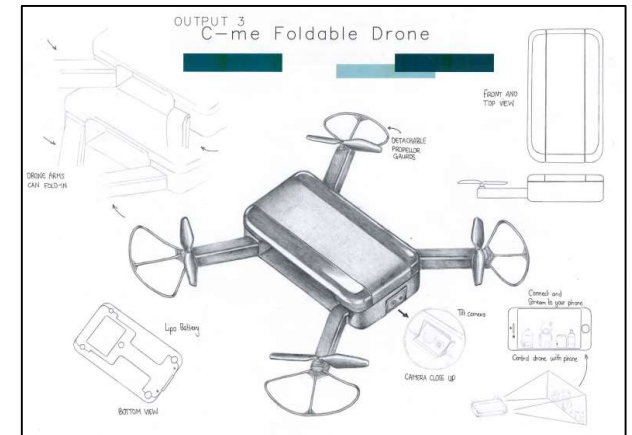 OUTPUT 3
C-me Foldable Drone
FRONT AND
TOP VIEW
DETACHABLE
PROPELLOR
GAURDS
DRONE ARMS
CAN FOLD-IN
Connect and
Stream to your phone
Lipo Battery
Tilt camera
Control drone with phone
CAMERA CLOSE UP
BOTTOM VIEW